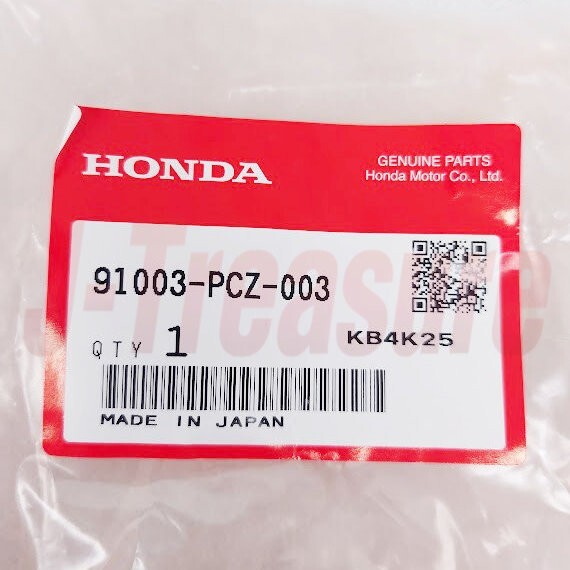 HONDA
GENUINE PARTS
Honda Motor Co., Ltd.
91003-PCZ-003
J-Treasure
QTY 1
KB4K25
MADE IN JAPAN